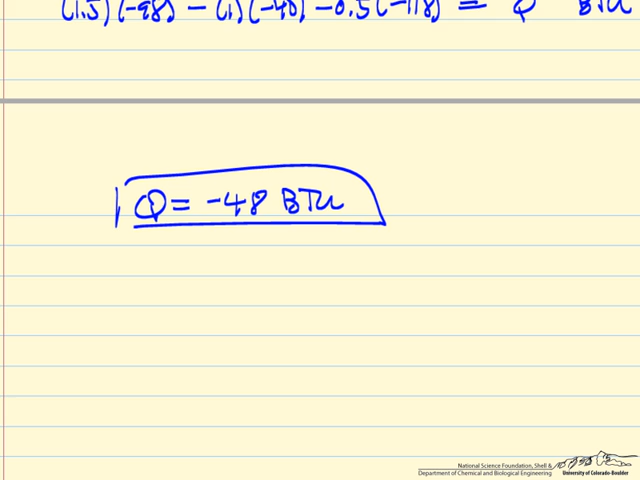 (1.5)(-98) - (1)(-40) - 0.5(-118) = Q BTU
Q = -48 BTU
National Science Foundation, Shell &
Department of Chemical and Biological Engineering
University of Colorado-Boulder